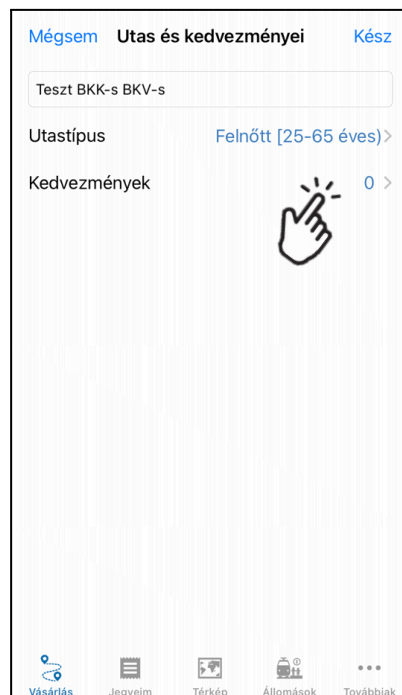 Mégsem Utas és kedvezményei Kész
Teszt BKK-s BKV-s
Utastípus Felnőtt [25-65 éves)
Kedvezmények 0
Vásárlás Jegyeim Térkép Állomások Továbbiak